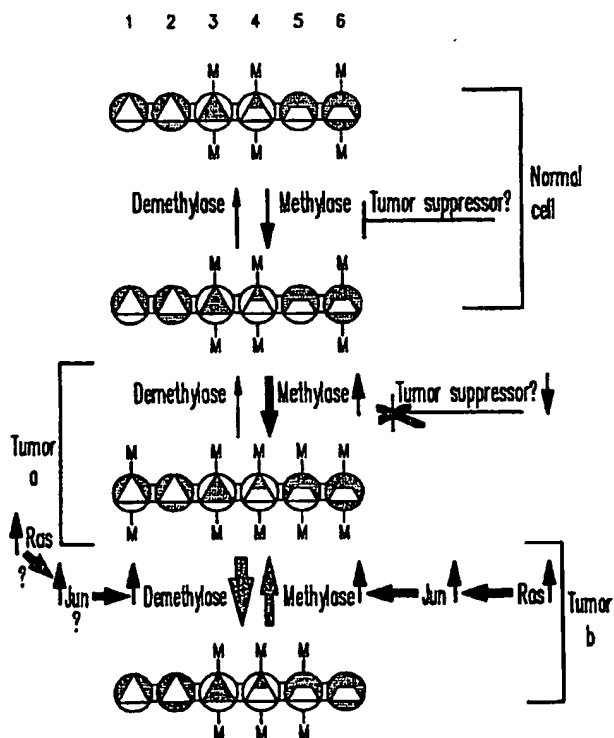 1 2 3 4 5 6
M M M
M M M
Demethylase Methylase Tumor suppressor?
Normal
cell
M M
M M
Demethylase Methylase Tumor suppressor?
Tumor
a
M M M M M
M M M M M
Ras
?
Jun
?
Demethylase Methylase Jun Ras
Tumor
b
M M M
M M M